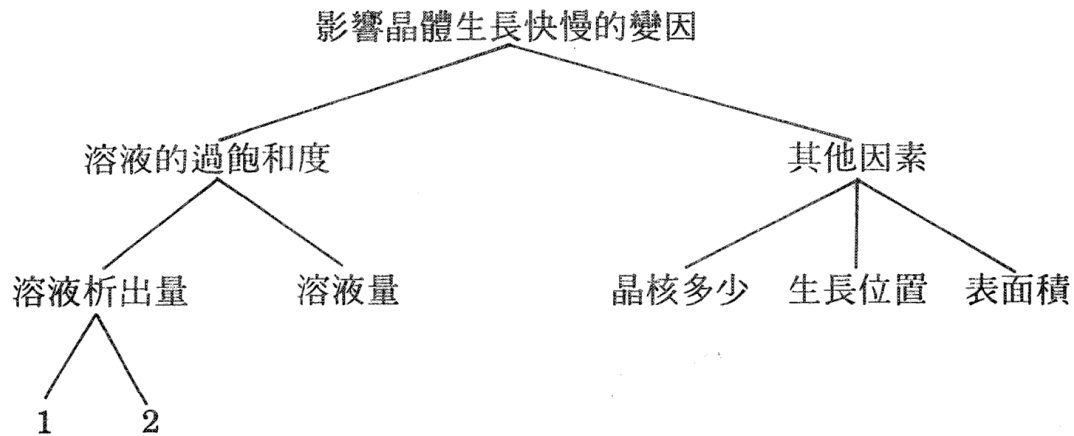 影響晶體生長快慢的變因
溶液的過飽和度
其他因素
溶液析出量
溶液量
晶核多少
生長位置
表面積
1
2